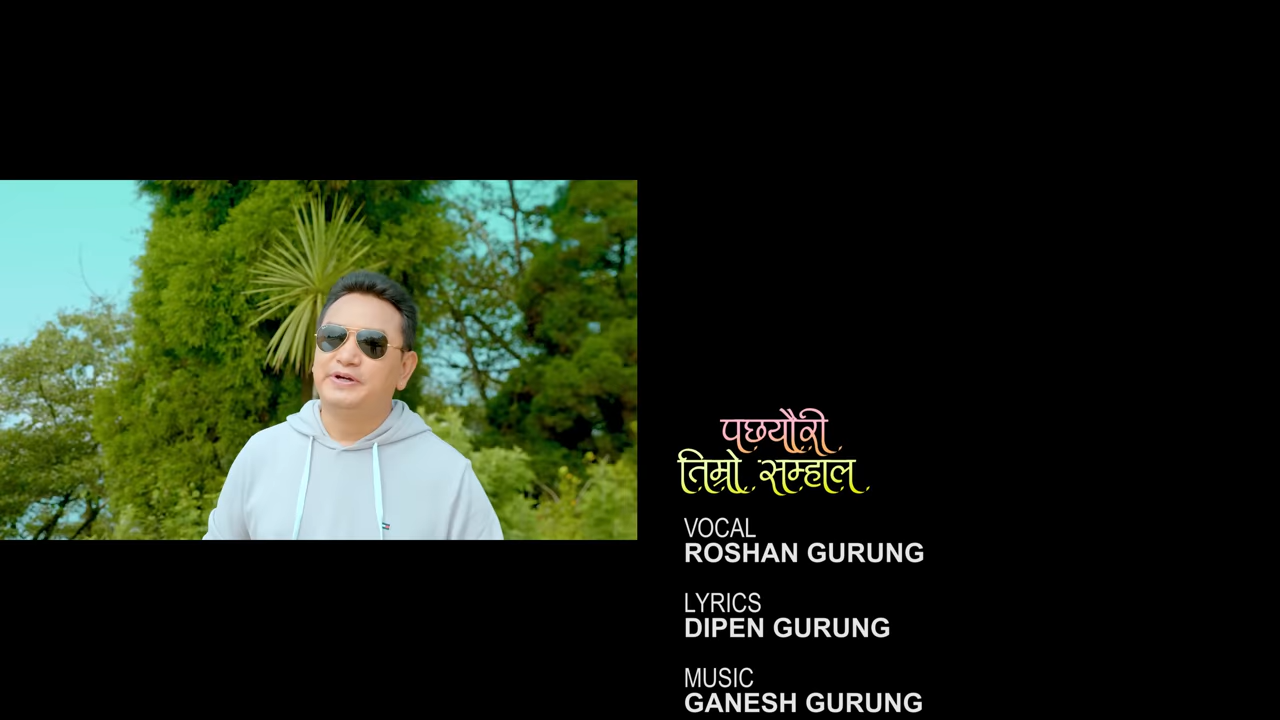 पछ्यौरी
तिम्रो सम्हाल
VOCAL
ROSHAN GURUNG
LYRICS
DIPEN GURUNG
MUSIC
GANESH GURUNG